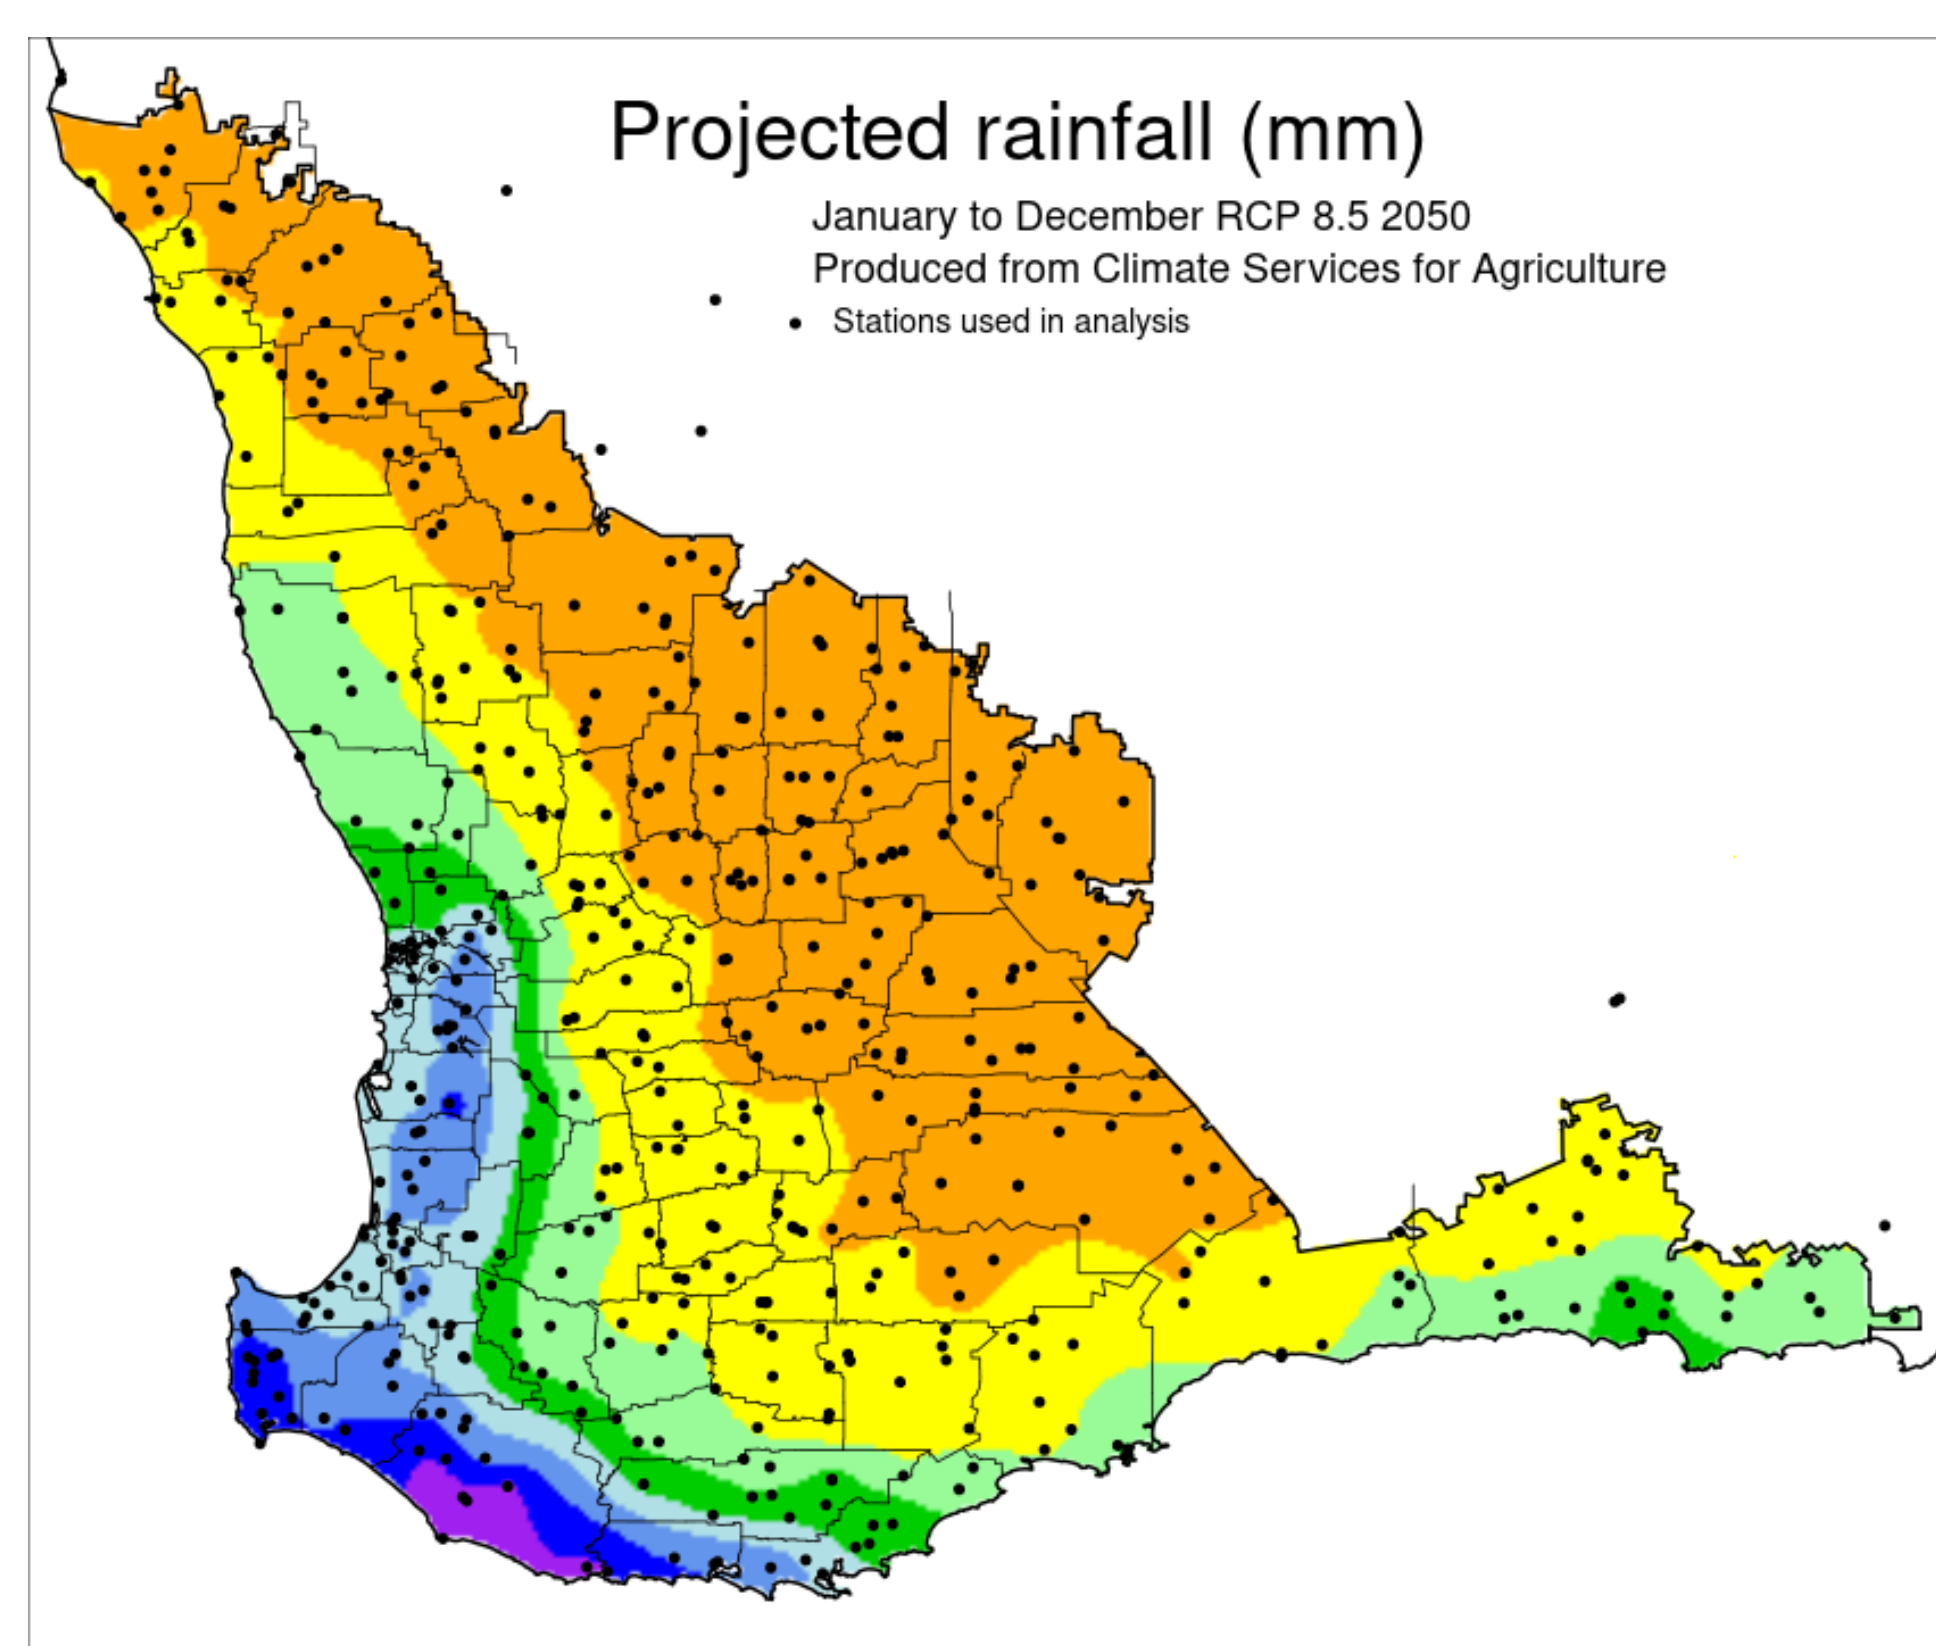 Projected rainfall (mm)
January to December RCP 8.5 2050
Produced from Climate Services for Agriculture
Stations used in analysis